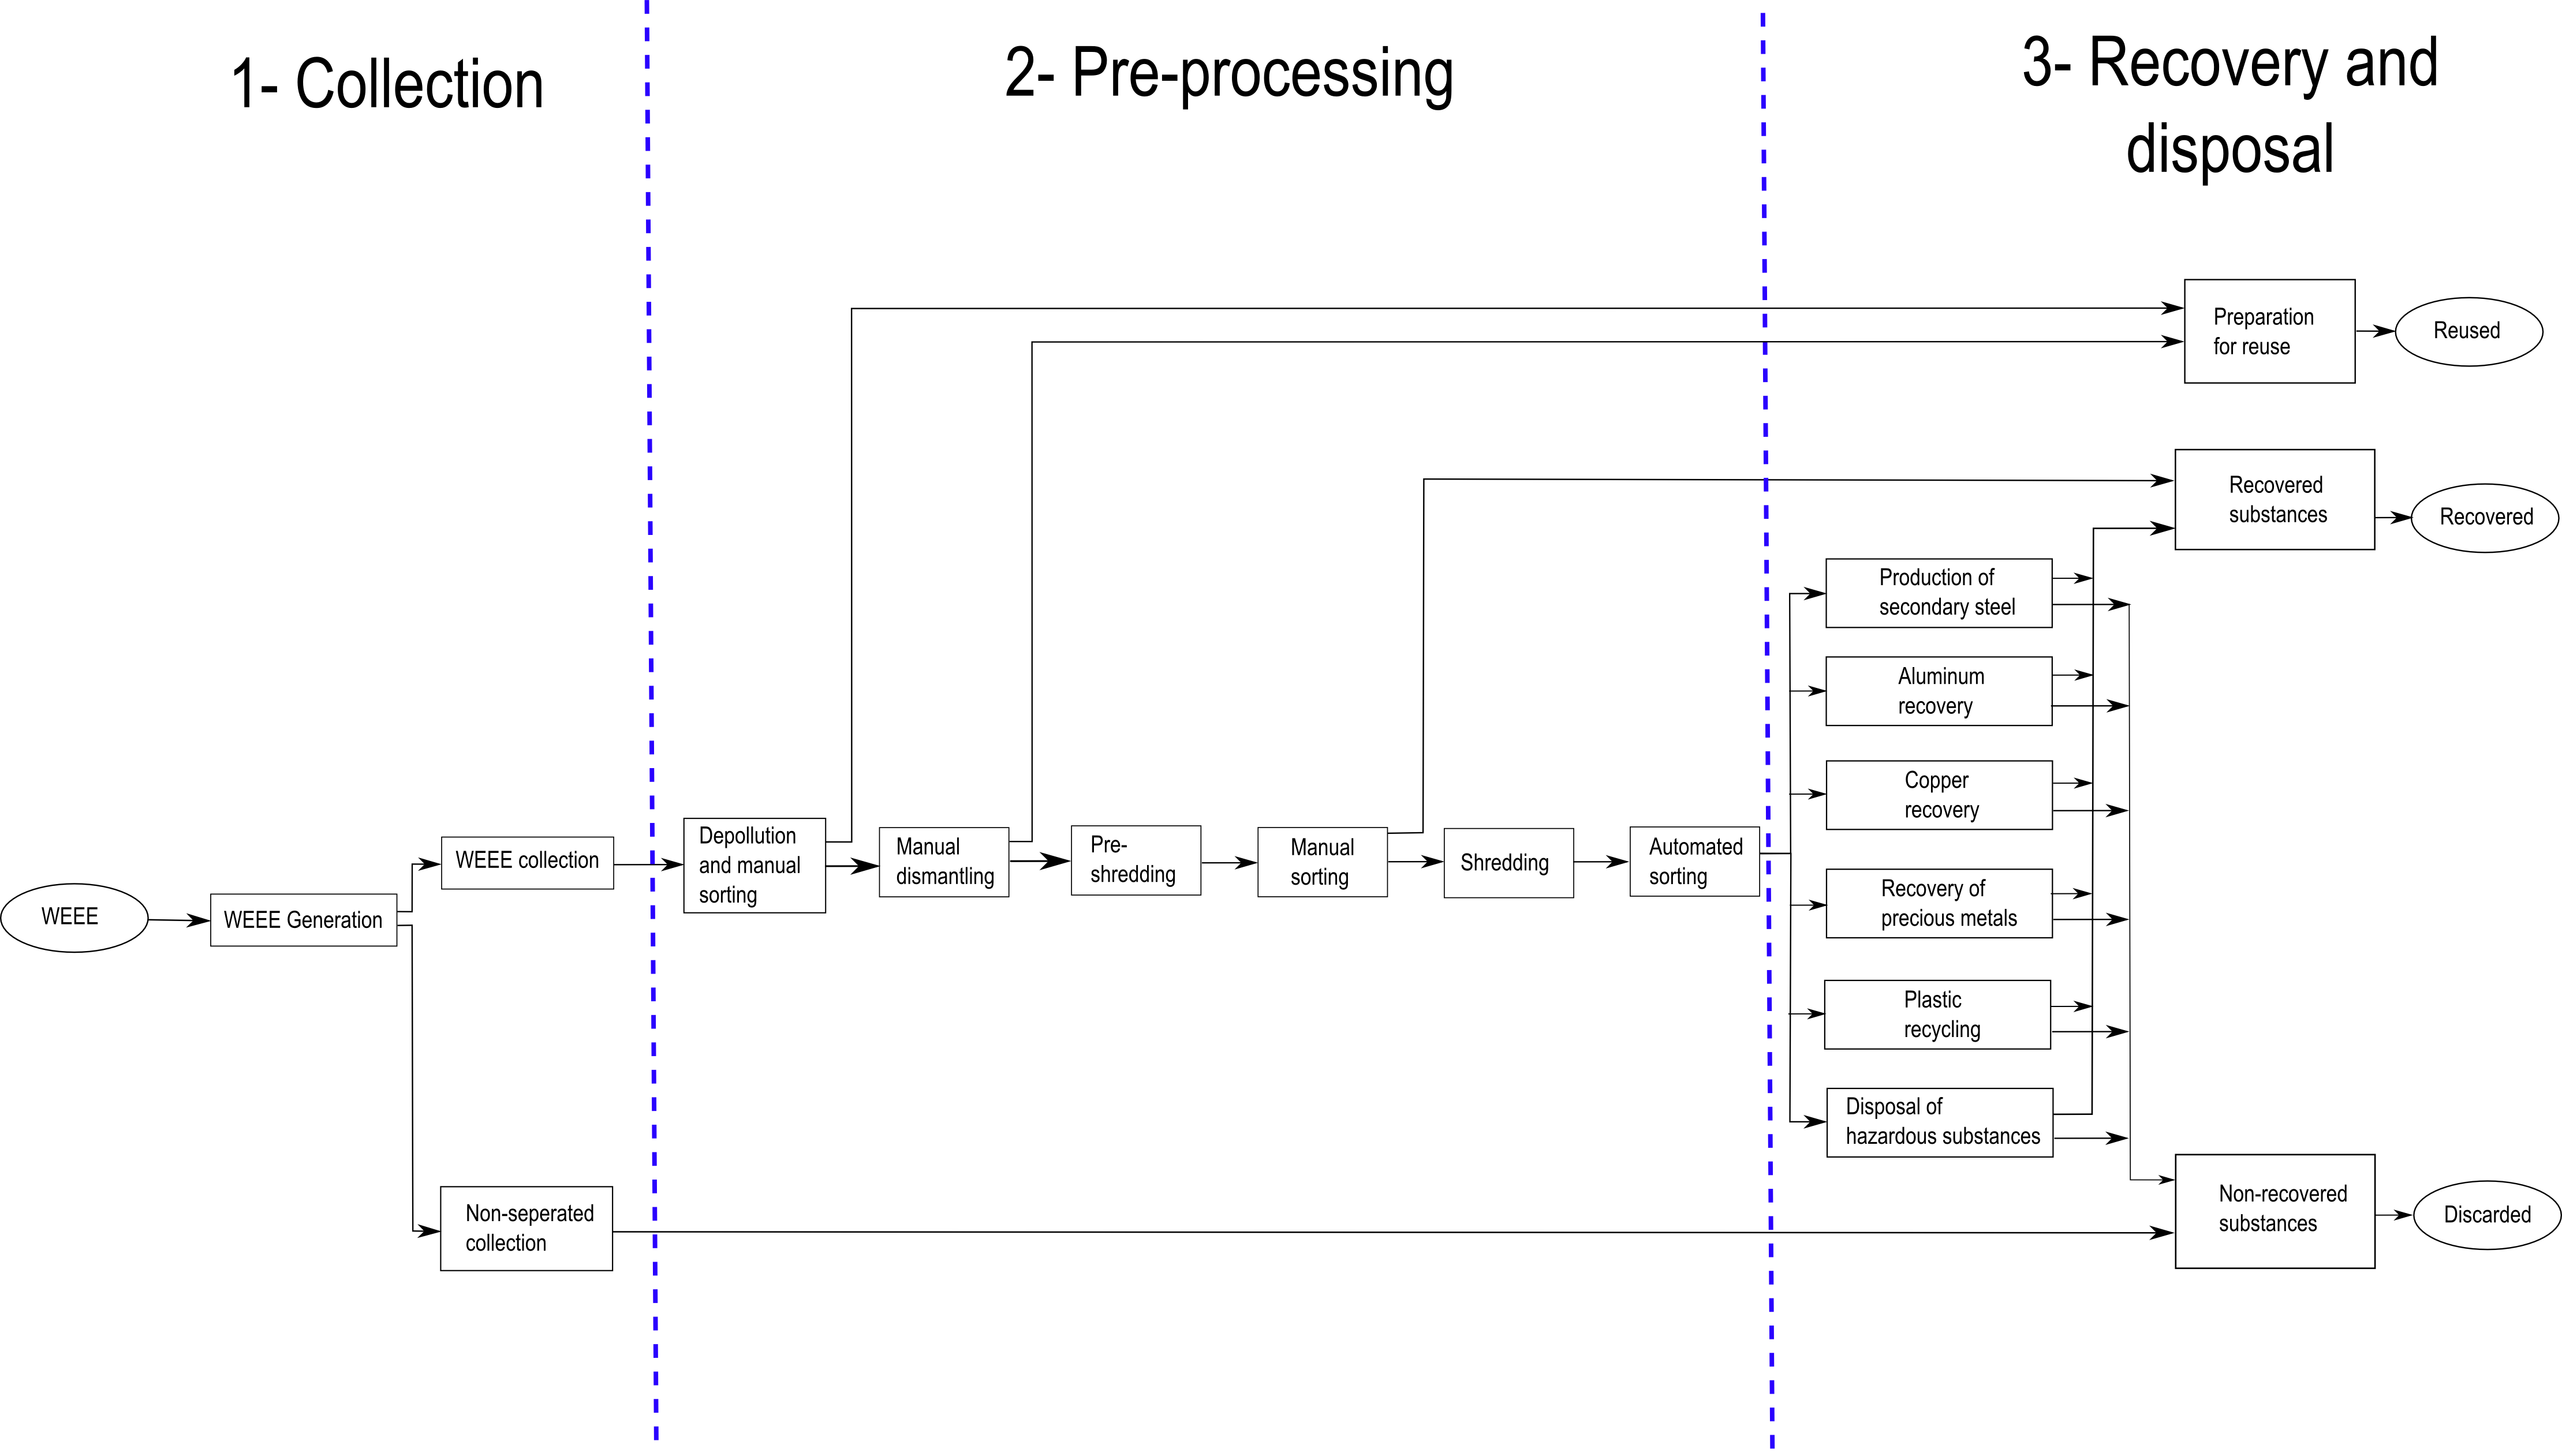 1- Collection
2- Pre-processing
3- Recovery and
disposal
Preparation
for reuse
Reused
Recovered
substances
Recovered
Production of
secondary steel
Aluminum
recovery
Copper
recovery
Recovery of
precious metals
Plastic
recycling
Disposal of
hazardous substances
WEEE
WEEE Generation
WEEE collection
Depollution
and manual
sorting
Manual
dismantling
Pre-
shredding
Manual
sorting
Shredding
Automated
sorting
Non-seperated
collection
Non-recovered
substances
Discarded